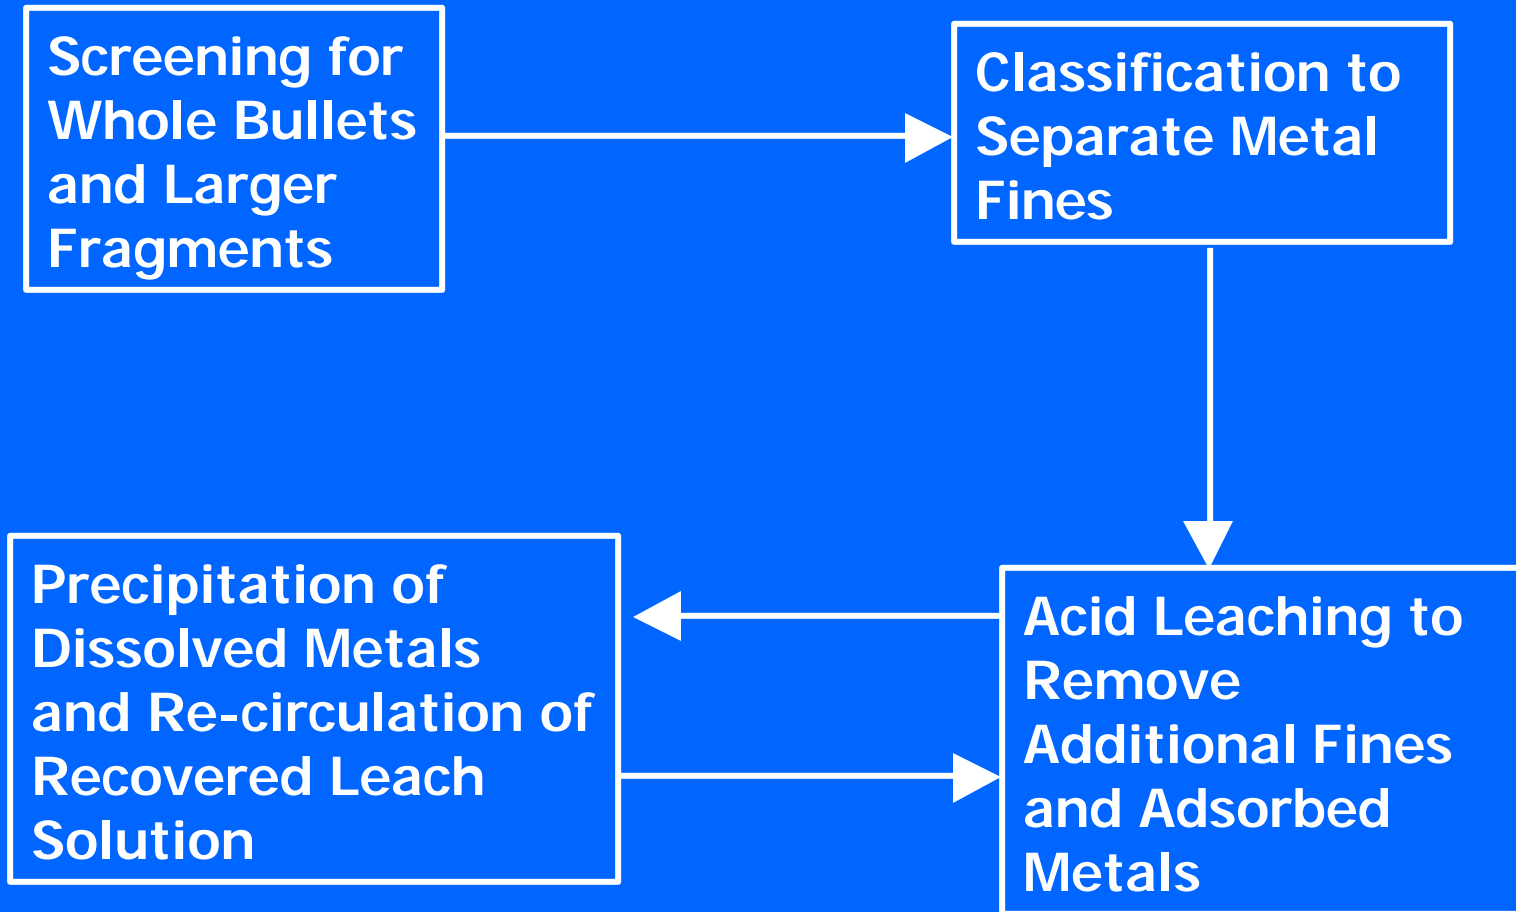 Screening for
Whole Bullets
and Larger
Fragments
Classification to
Separate Metal
Fines
Precipitation of
Dissolved Metals
and Re-circulation of
Recovered Leach
Solution
Acid Leaching to
Remove
Additional Fines
and Adsorbed
Metals